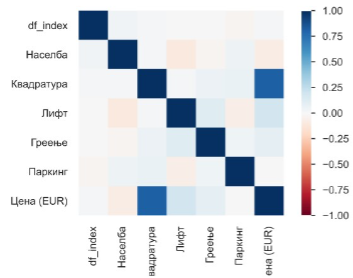 df_index
Населба
Квадратура
Лифт
Греење
Паркинг
Цена (EUR)
df_index
Населба
вадратура
Лифт
Греење
Паркинг
ена (EUR)
1.00
0.75
0.50
0.25
0.00
−0.25
−0.50
−0.75
−1.00